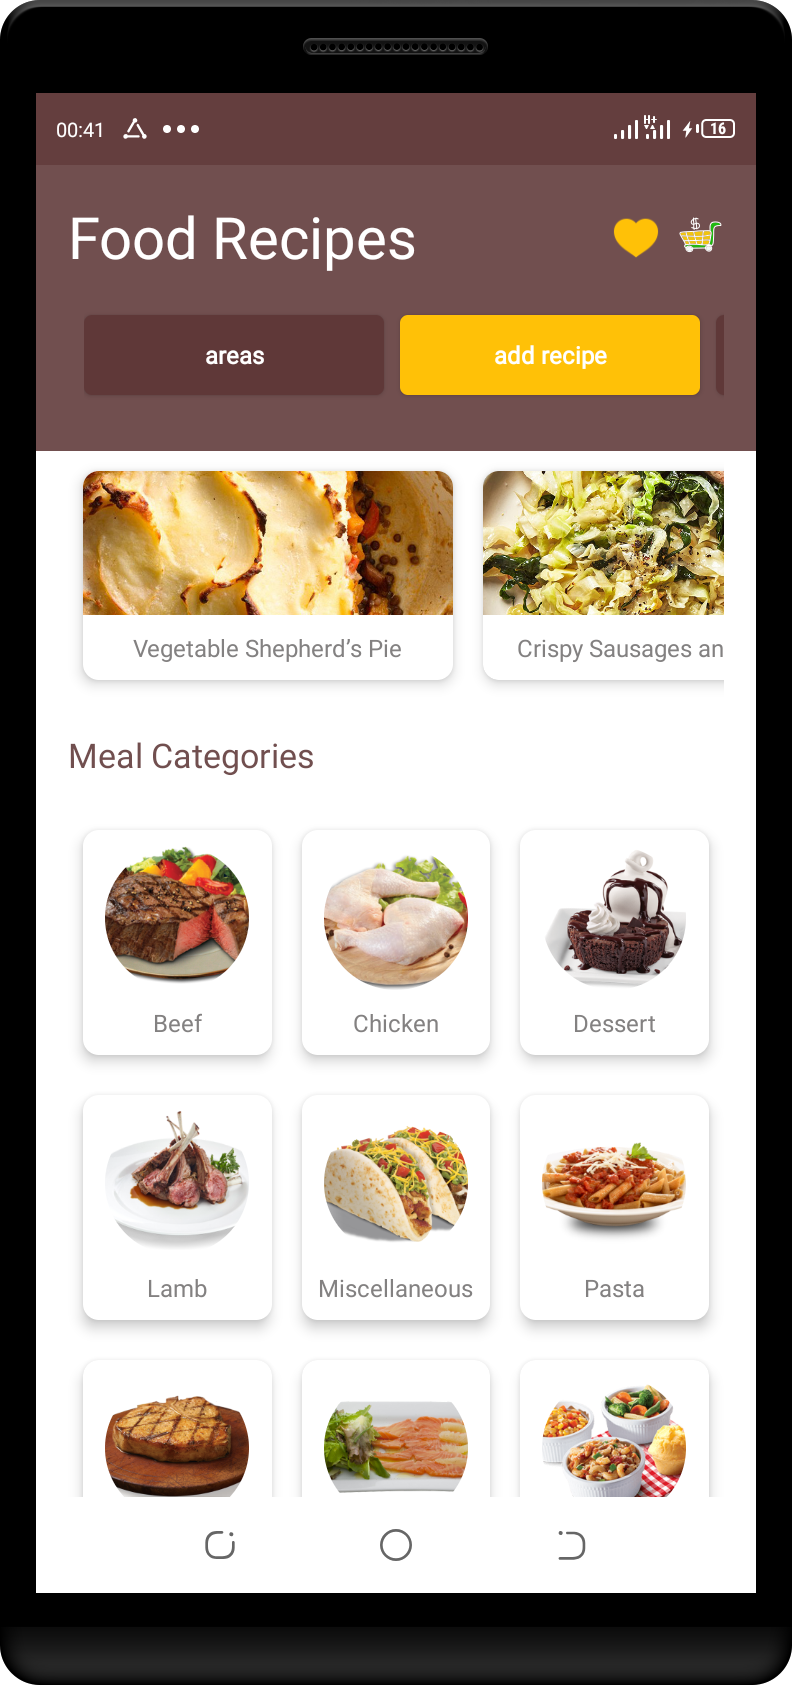 00:41 H+ 16
Food Recipes
$
areas add recipe
Vegetable Shepherd’s Pie Crispy Sausages an
Meal Categories
Beef Chicken Dessert
Lamb Miscellaneous Pasta